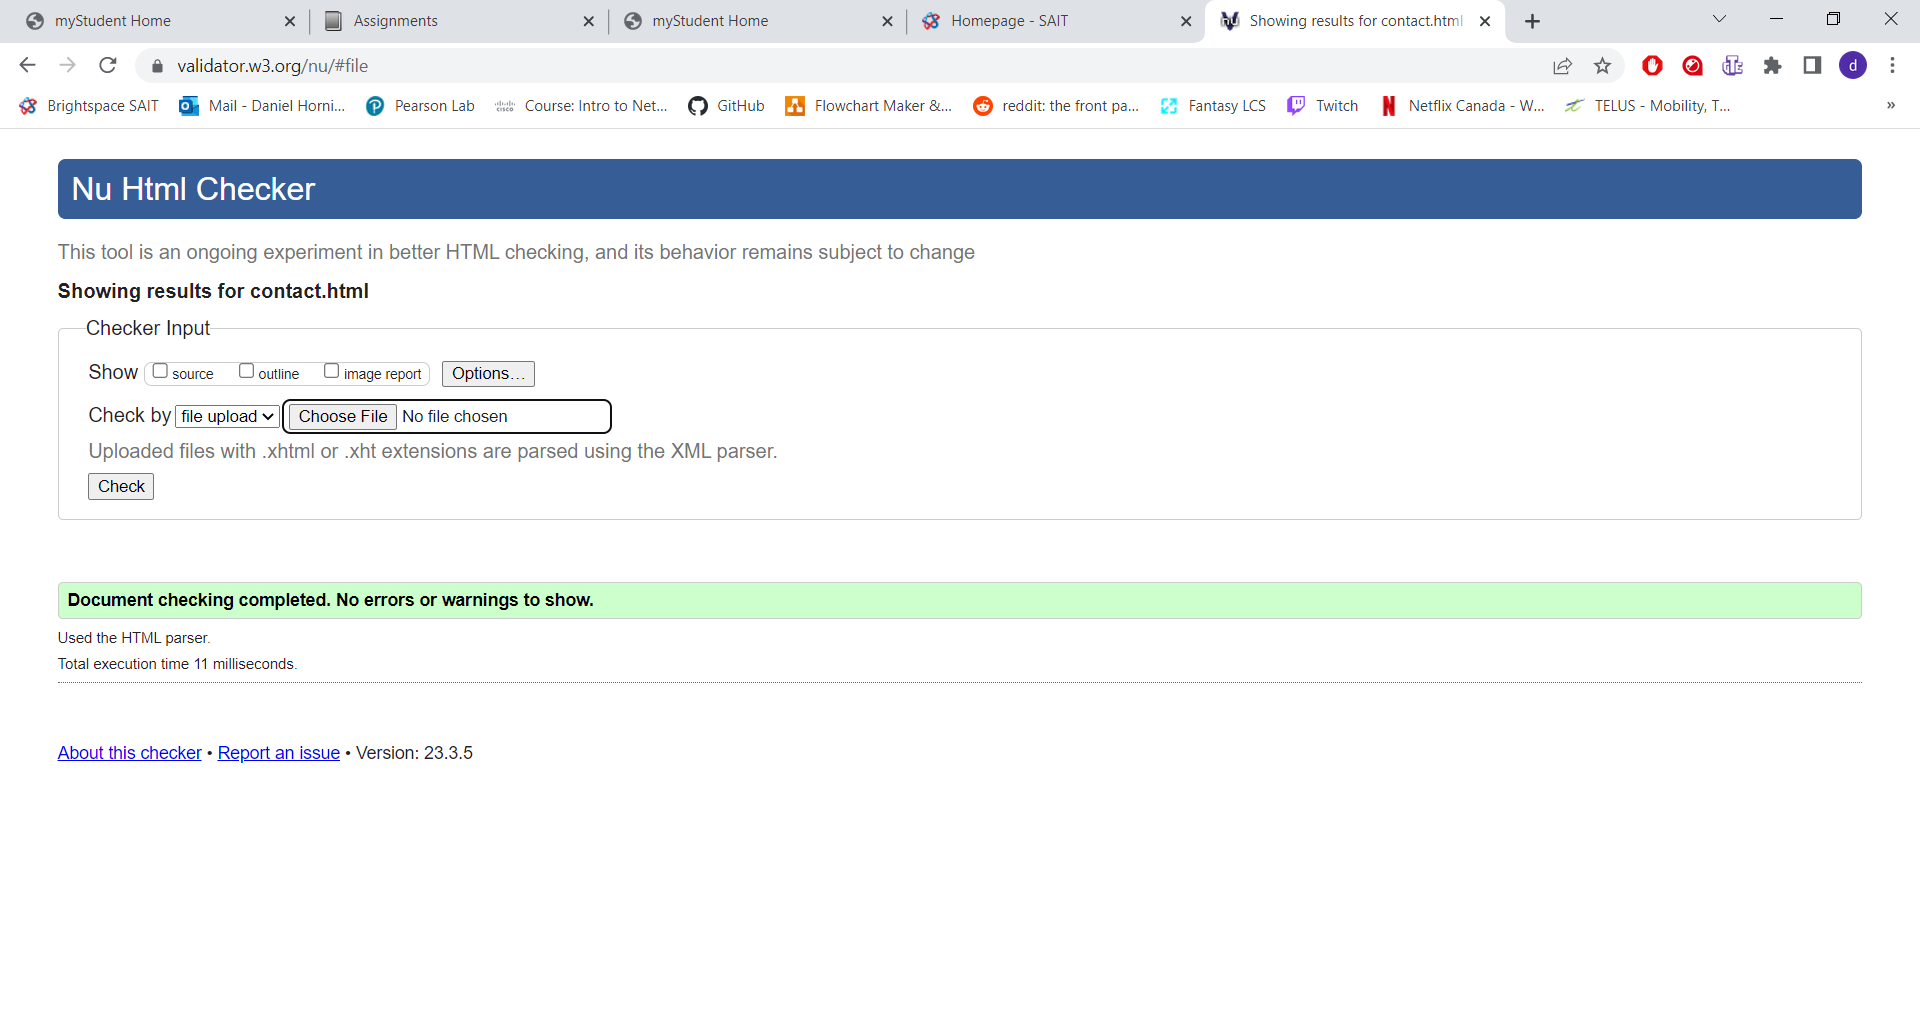 myStudent Home
Assignments
myStudent Home
Homepage - SAIT
Showing results for contact.html
validator.w3.org/nu/#file
d
Brightspace SAIT
Mail - Daniel Horni...
Pearson Lab
Course: Intro to Net...
GitHub
Flowchart Maker &...
reddit: the front pa...
Fantasy LCS
Twitch
Netflix Canada - W...
TELUS - Mobility, T...
»
Nu Html Checker
This tool is an ongoing experiment in better HTML checking, and its behavior remains subject to change
Showing results for contact.html
Checker Input
Show source outline image report Options...
Check by file upload Choose File No file chosen
Uploaded files with .xhtml or .xht extensions are parsed using the XML parser.
Check
Document checking completed. No errors or warnings to show.
Used the HTML parser.
Total execution time 11 milliseconds.
About this checker • Report an issue • Version: 23.3.5